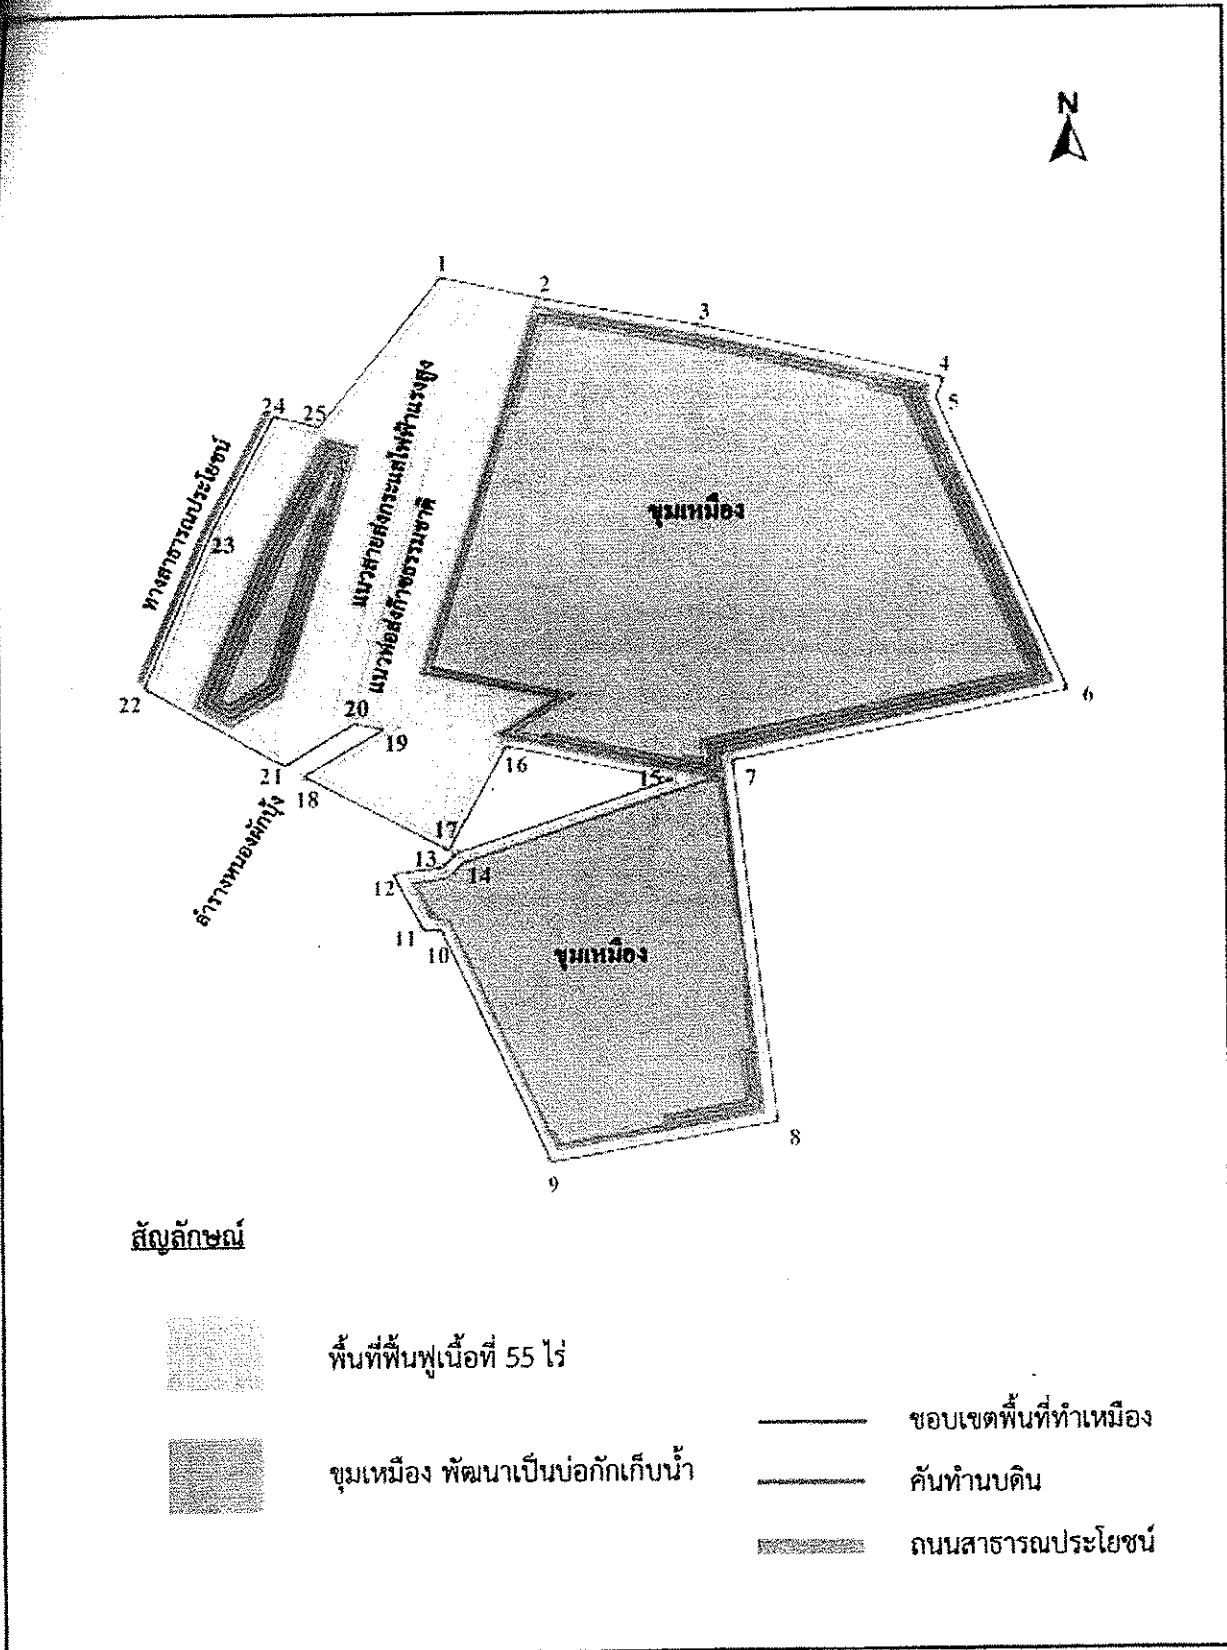 N
1
2
3
4
5
24
25
แนวสายส่งกระแสไฟฟ้าแรงสูง
ทางสาธารณประโยชน์
แนวท่อส่งก๊าซธรรมชาติ
ขุมเหมือง
23
6
22
20
19
21
18
16
15
7
ลำรางหนองผักบุ้ง
17
13
14
12
11
10
ขุมเหมือง
8
9
สัญลักษณ์
พื้นที่ฟื้นฟูเนื้อที่ 55 ไร่
ขุมเหมือง พัฒนาเป็นบ่อกักเก็บน้ำ
ขอบเขตพื้นที่ทำเหมือง
คันทำนบดิน
ถนนสาธารณประโยชน์